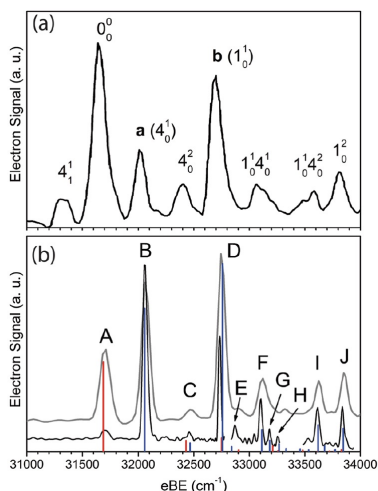 (a)
Electron Signal (a. u.)
0⁰₀
b (1¹₀)
a (4¹₀)
4¹₁
4²₀
1¹₀4¹₀
1¹₀4²₀
1²₀
(b)
Electron Signal (a. u.)
A
B
C
D
E
F
G
H
I
J
31000 31500 32000 32500 33000 33500 34000
eBE (cm⁻¹)